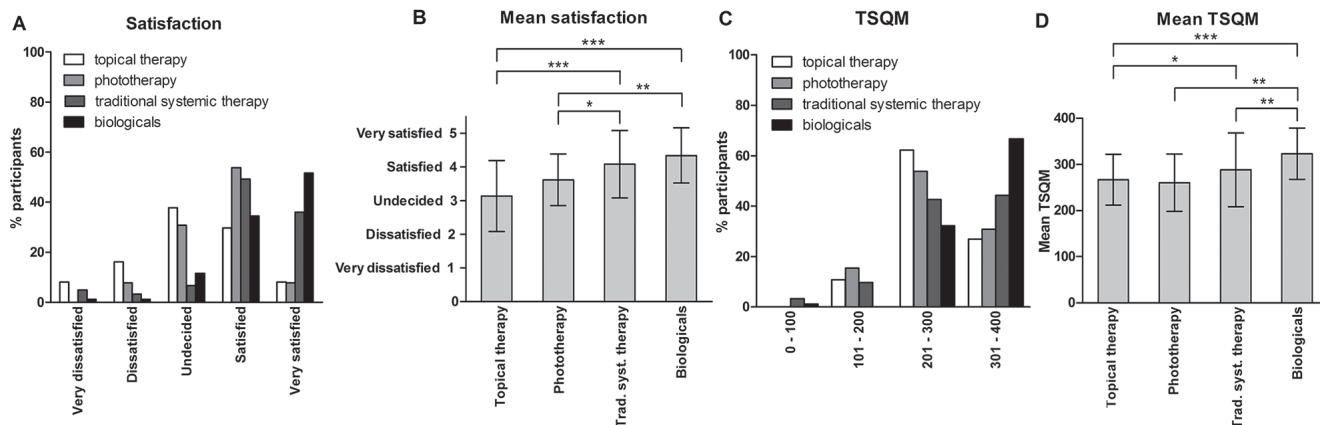 A
Satisfaction
% participants
100
80
60
40
20
0
topical therapy
phototherapy
traditional systemic therapy
biologicals
Very dissatisfied
Dissatisfied
Undecided
Satisfied
Very satisfied
B
Mean satisfaction
***
***
**
*
Very satisfied 5
Satisfied 4
Undecided 3
Dissatisfied 2
Very dissatisfied 1
0
Topical therapy
Phototherapy
Trad. syst. therapy
Biologicals
C
TSQM
% participants
100
80
60
40
20
0
topical therapy
phototherapy
traditional systemic therapy
biologicals
0 - 100
101 - 200
201 - 300
301 - 400
D
Mean TSQM
***
*
**
**
Mean TSQM
400
300
200
100
0
Topical therapy
Phototherapy
Trad. syst. therapy
Biologicals